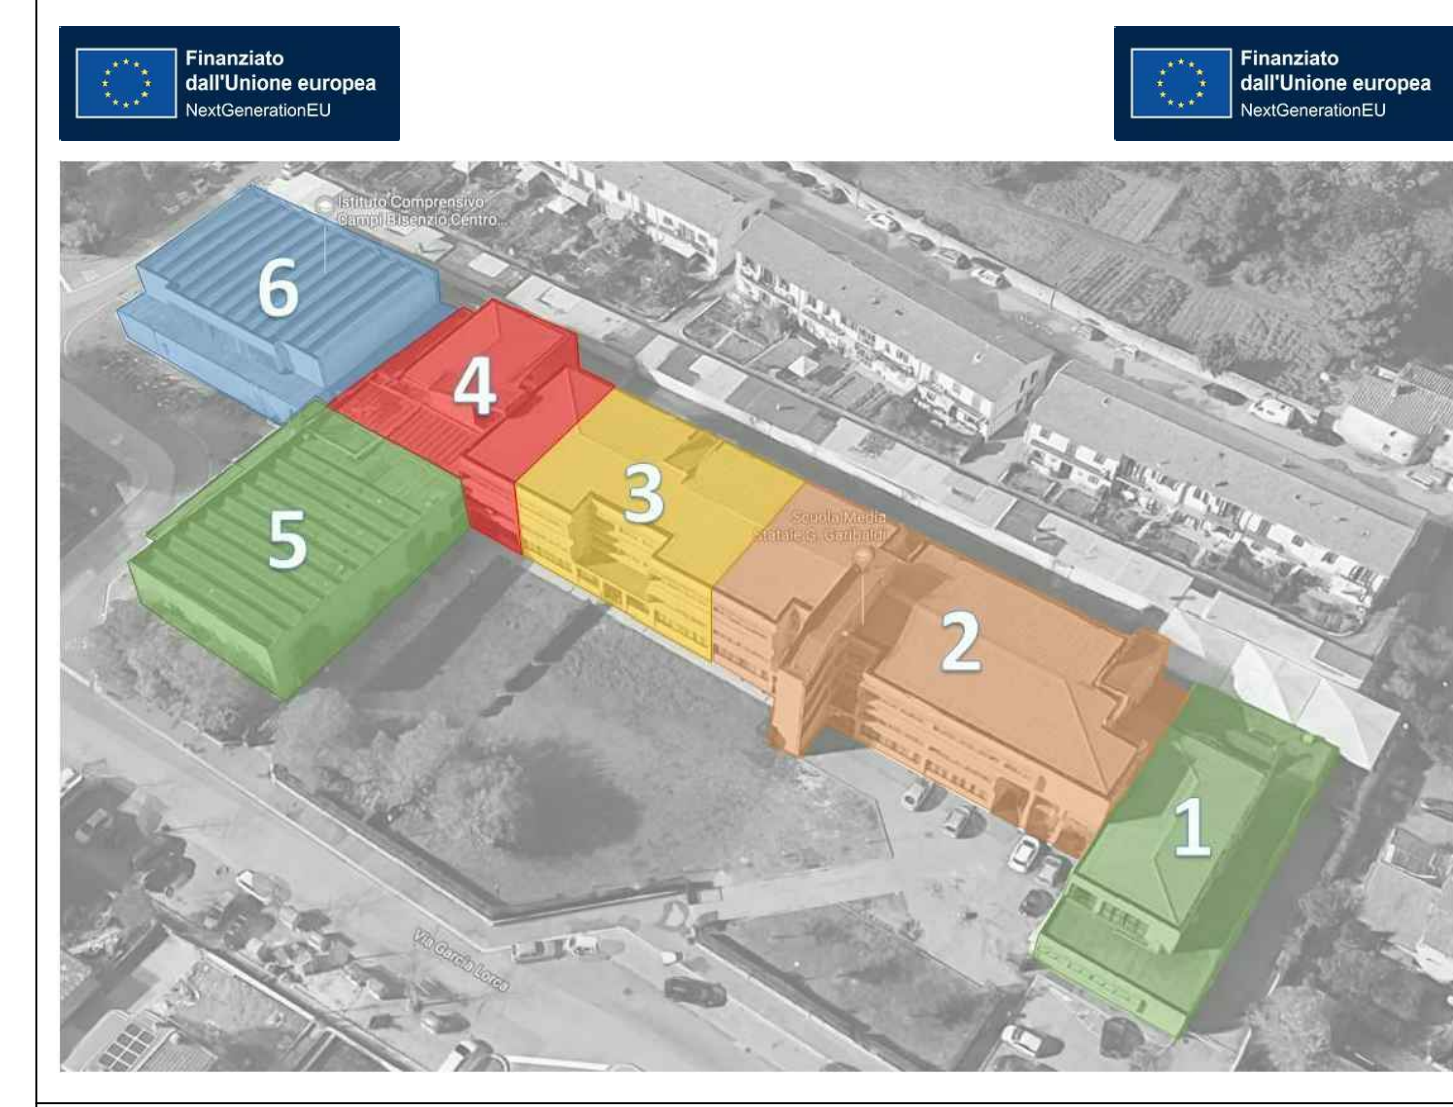 Finanziato
dall'Unione europea
NextGenerationEU
Finanziato
dall'Unione europea
NextGenerationEU
Istituto Comprensivo
Campi Bisenzio Centro...
6
4
5
3
Scuola Media
Statale G. Garibaldi
2
1
Via Garcia Lorca